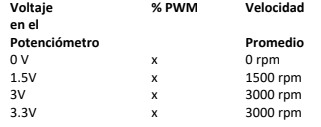 Voltaje % PWM Velocidad
en el
Potenciómetro Promedio
0 V x 0 rpm
1.5V x 1500 rpm
3V x 3000 rpm
3.3V x 3000 rpm